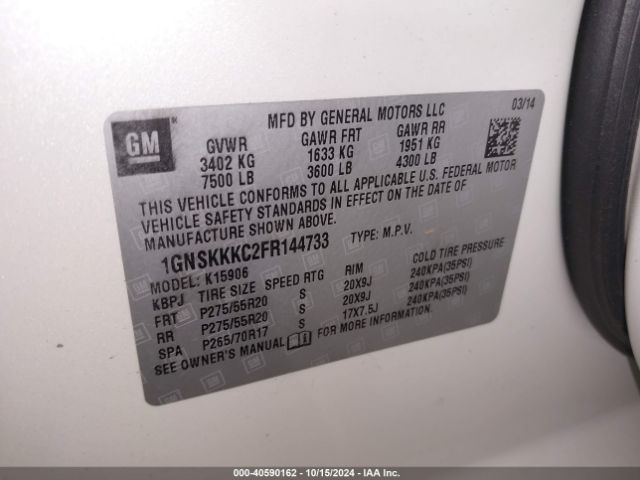 GM
MFD BY GENERAL MOTORS LLC 03/14
GVWR GAWR FRT GAWR RR
3402 KG 1633 KG 1951 KG
7500 LB 3600 LB 4300 LB
THIS VEHICLE CONFORMS TO ALL APPLICABLE U.S. FEDERAL MOTOR
VEHICLE SAFETY STANDARDS IN EFFECT ON THE DATE OF
MANUFACTURE SHOWN ABOVE.
1GNSKKKC2FR144733 TYPE: M.P.V.
MODEL: K15906
KBPJ TIRE SIZE SPEED RTG RIM COLD TIRE PRESSURE
FRT P275/55R20 S 20X9J 240KPA(35PSI)
RR P275/55R20 S 20X9J 240KPA(35PSI)
SPA P265/70R17 S 17X7.5J 240KPA(35PSI)
SEE OWNER'S MANUAL FOR MORE INFORMATION.
000-40590162 - 10/15/2024 - IAA, Inc.